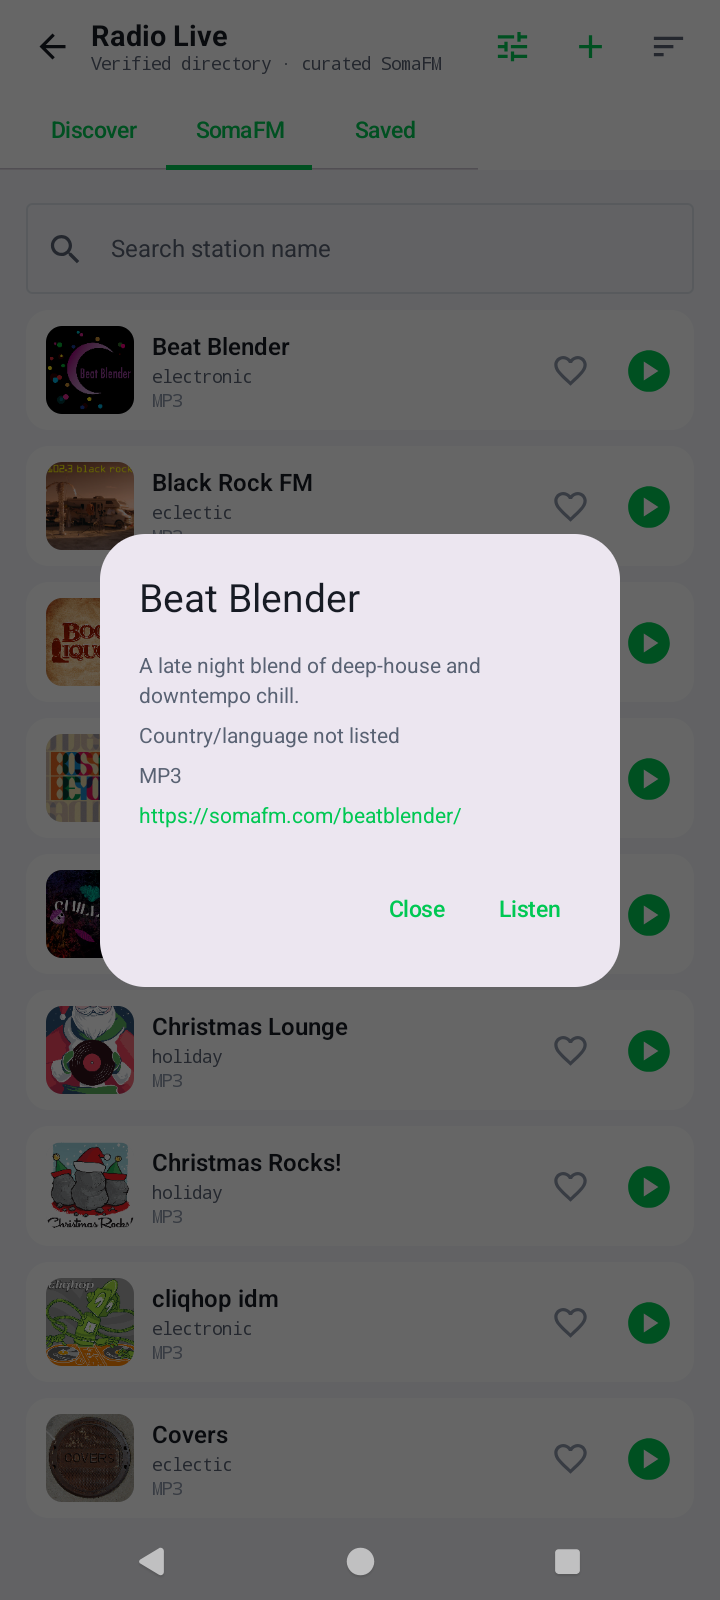 Radio Live
Verified directory · curated SomaFM
Discover
SomaFM
Saved
Search station name
Beat Blender
Beat Blender
electronic
MP3
black rock
Black Rock FM
eclectic
MP3
Beat Blender
A late night blend of deep-house and
downtempo chill.
Country/language not listed
MP3
https://somafm.com/beatblender/
Close
Listen
Christmas Lounge
holiday
MP3
Christmas Rocks!
Christmas Rocks!
holiday
MP3
cliqhop
cliqhop idm
electronic
MP3
COVERS
Covers
eclectic
MP3